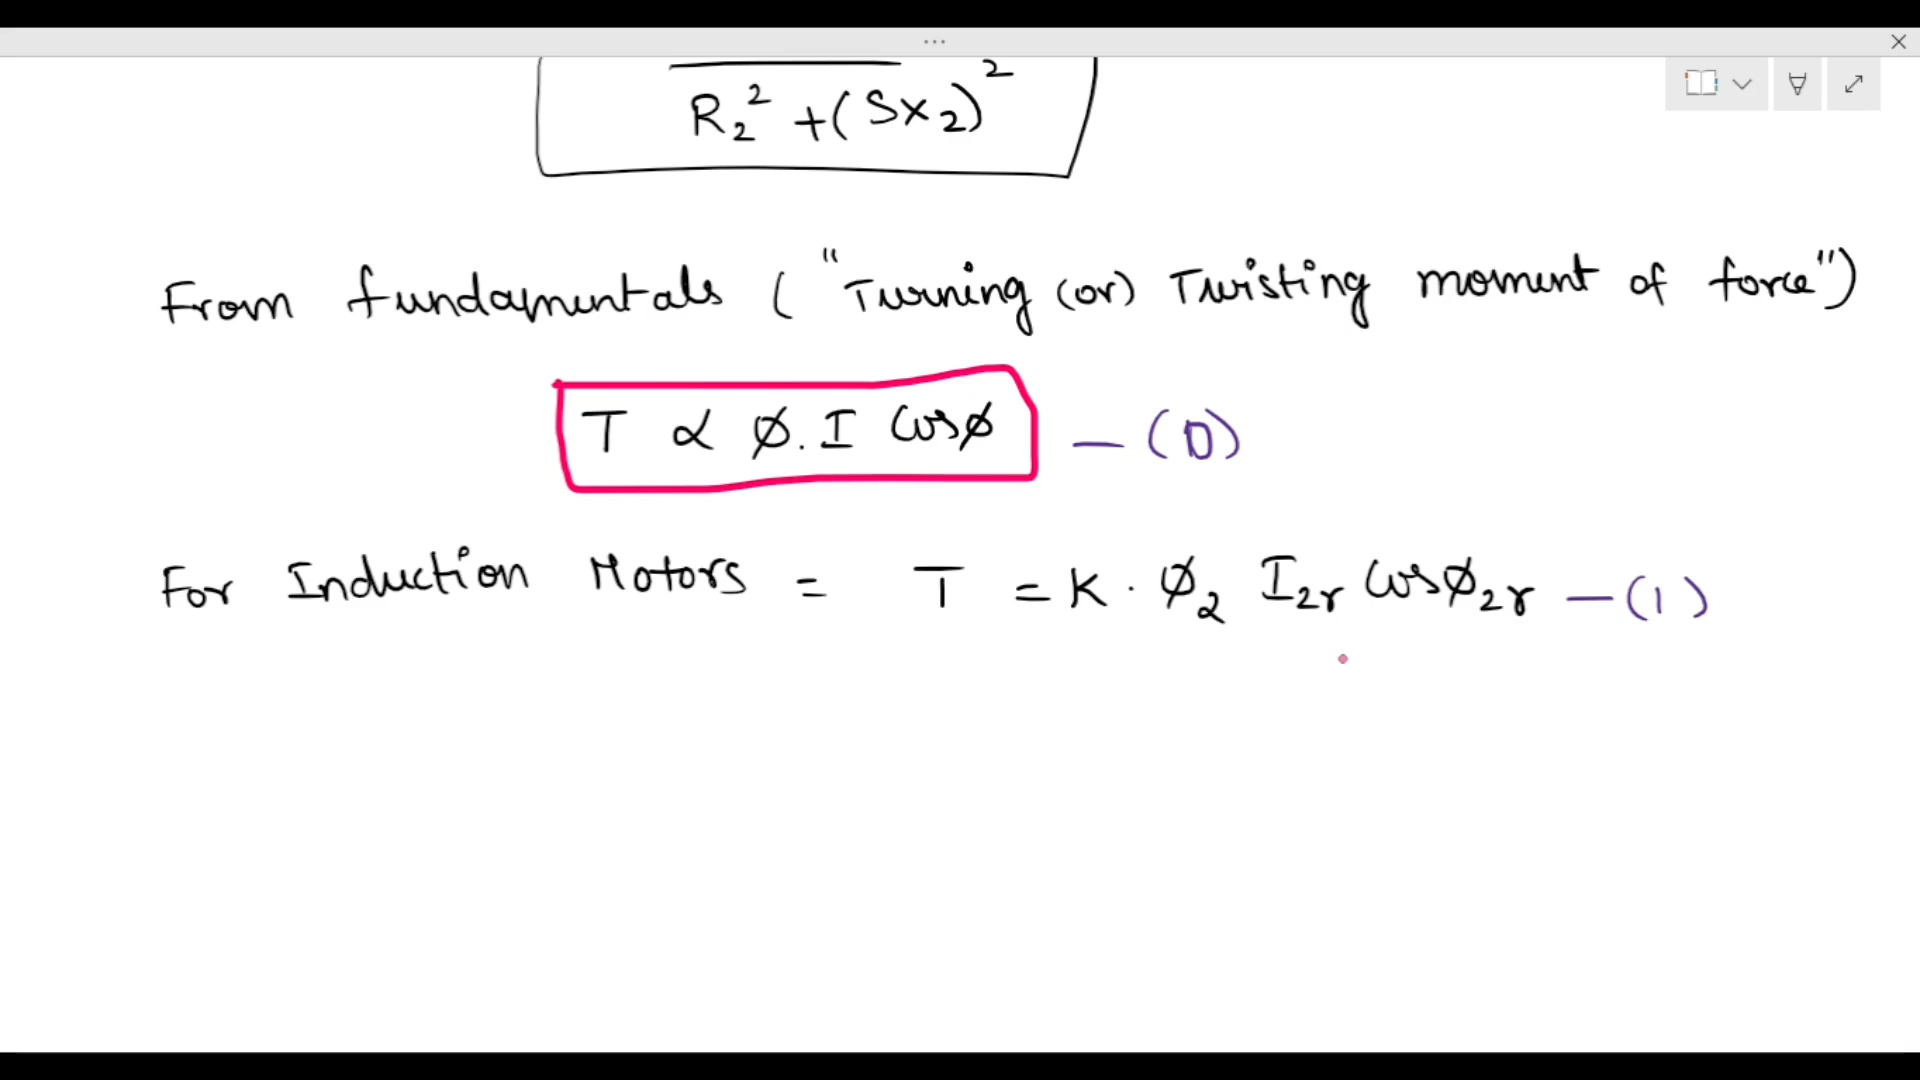 R₂² + (Sx₂)²
From fundamentals ("Turning (or) Twisting moment of force")
T ∝ Ø. I Cosø — (0)
For Induction Motors = T = K · Ø₂ I₂r Cosø₂r — (1)